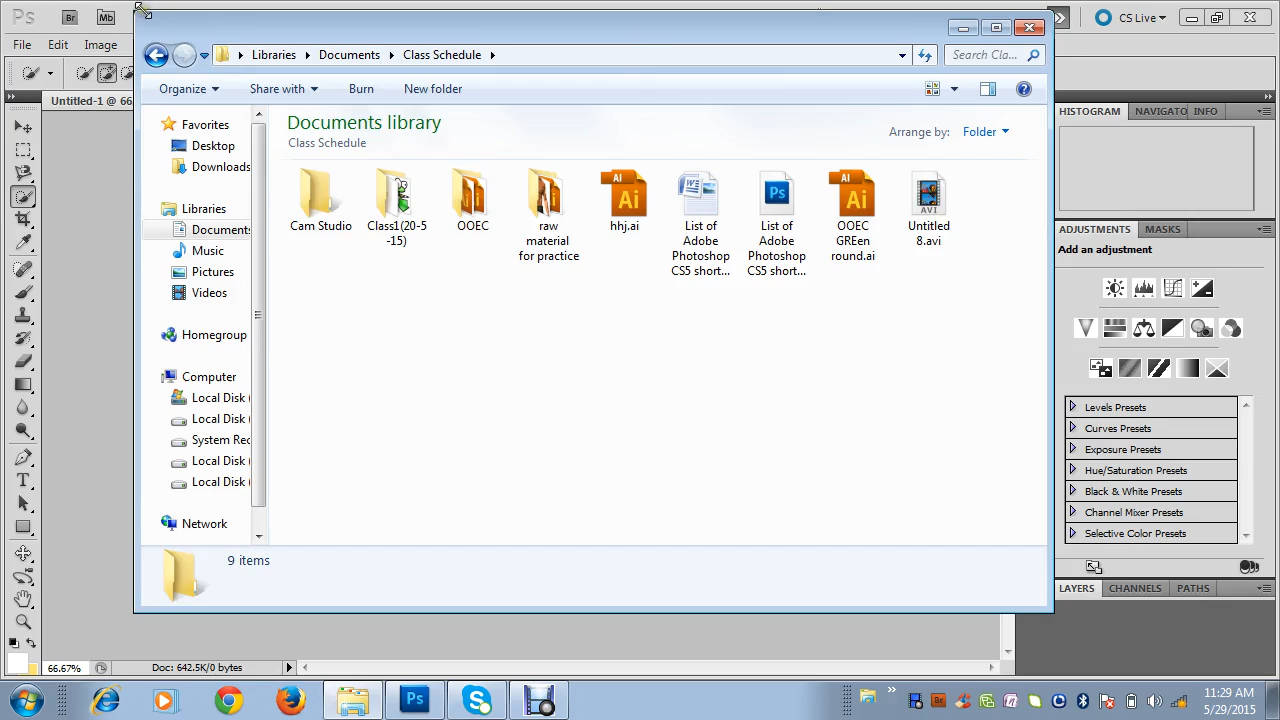 Ps Br Mb CS Live
File Edit Image
Libraries Documents Class Schedule Search Cla...
Organize Share with Burn New folder
Untitled-1 @ 66
HISTOGRAM NAVIGATO INFO
Favorites
Desktop
Downloads
Libraries
Document
Music
Pictures
Videos
Homegroup
Computer
Local Disk (
Local Disk (
System Rec
Local Disk (
Local Disk (
Network
Documents library
Class Schedule
Arrange by: Folder
Cam Studio
Class1(20-5
-15)
OOEC
raw
material
for practice
Ai
Ai
hhj.ai
List of
Adobe
Photoshop
CS5 short...
Ps
List of
Adobe
Photoshop
CS5 short...
Ai
Ai
OOEC
GREen
round.ai
AVI
Untitled
8.avi
9 items
ADJUSTMENTS MASKS
Add an adjustment
Levels Presets
Curves Presets
Exposure Presets
Hue/Saturation Presets
Black & White Presets
Channel Mixer Presets
Selective Color Presets
LAYERS CHANNELS PATHS
66.67% Doc: 642.5K/0 bytes
Ps
Br
11:29 AM
5/29/2015